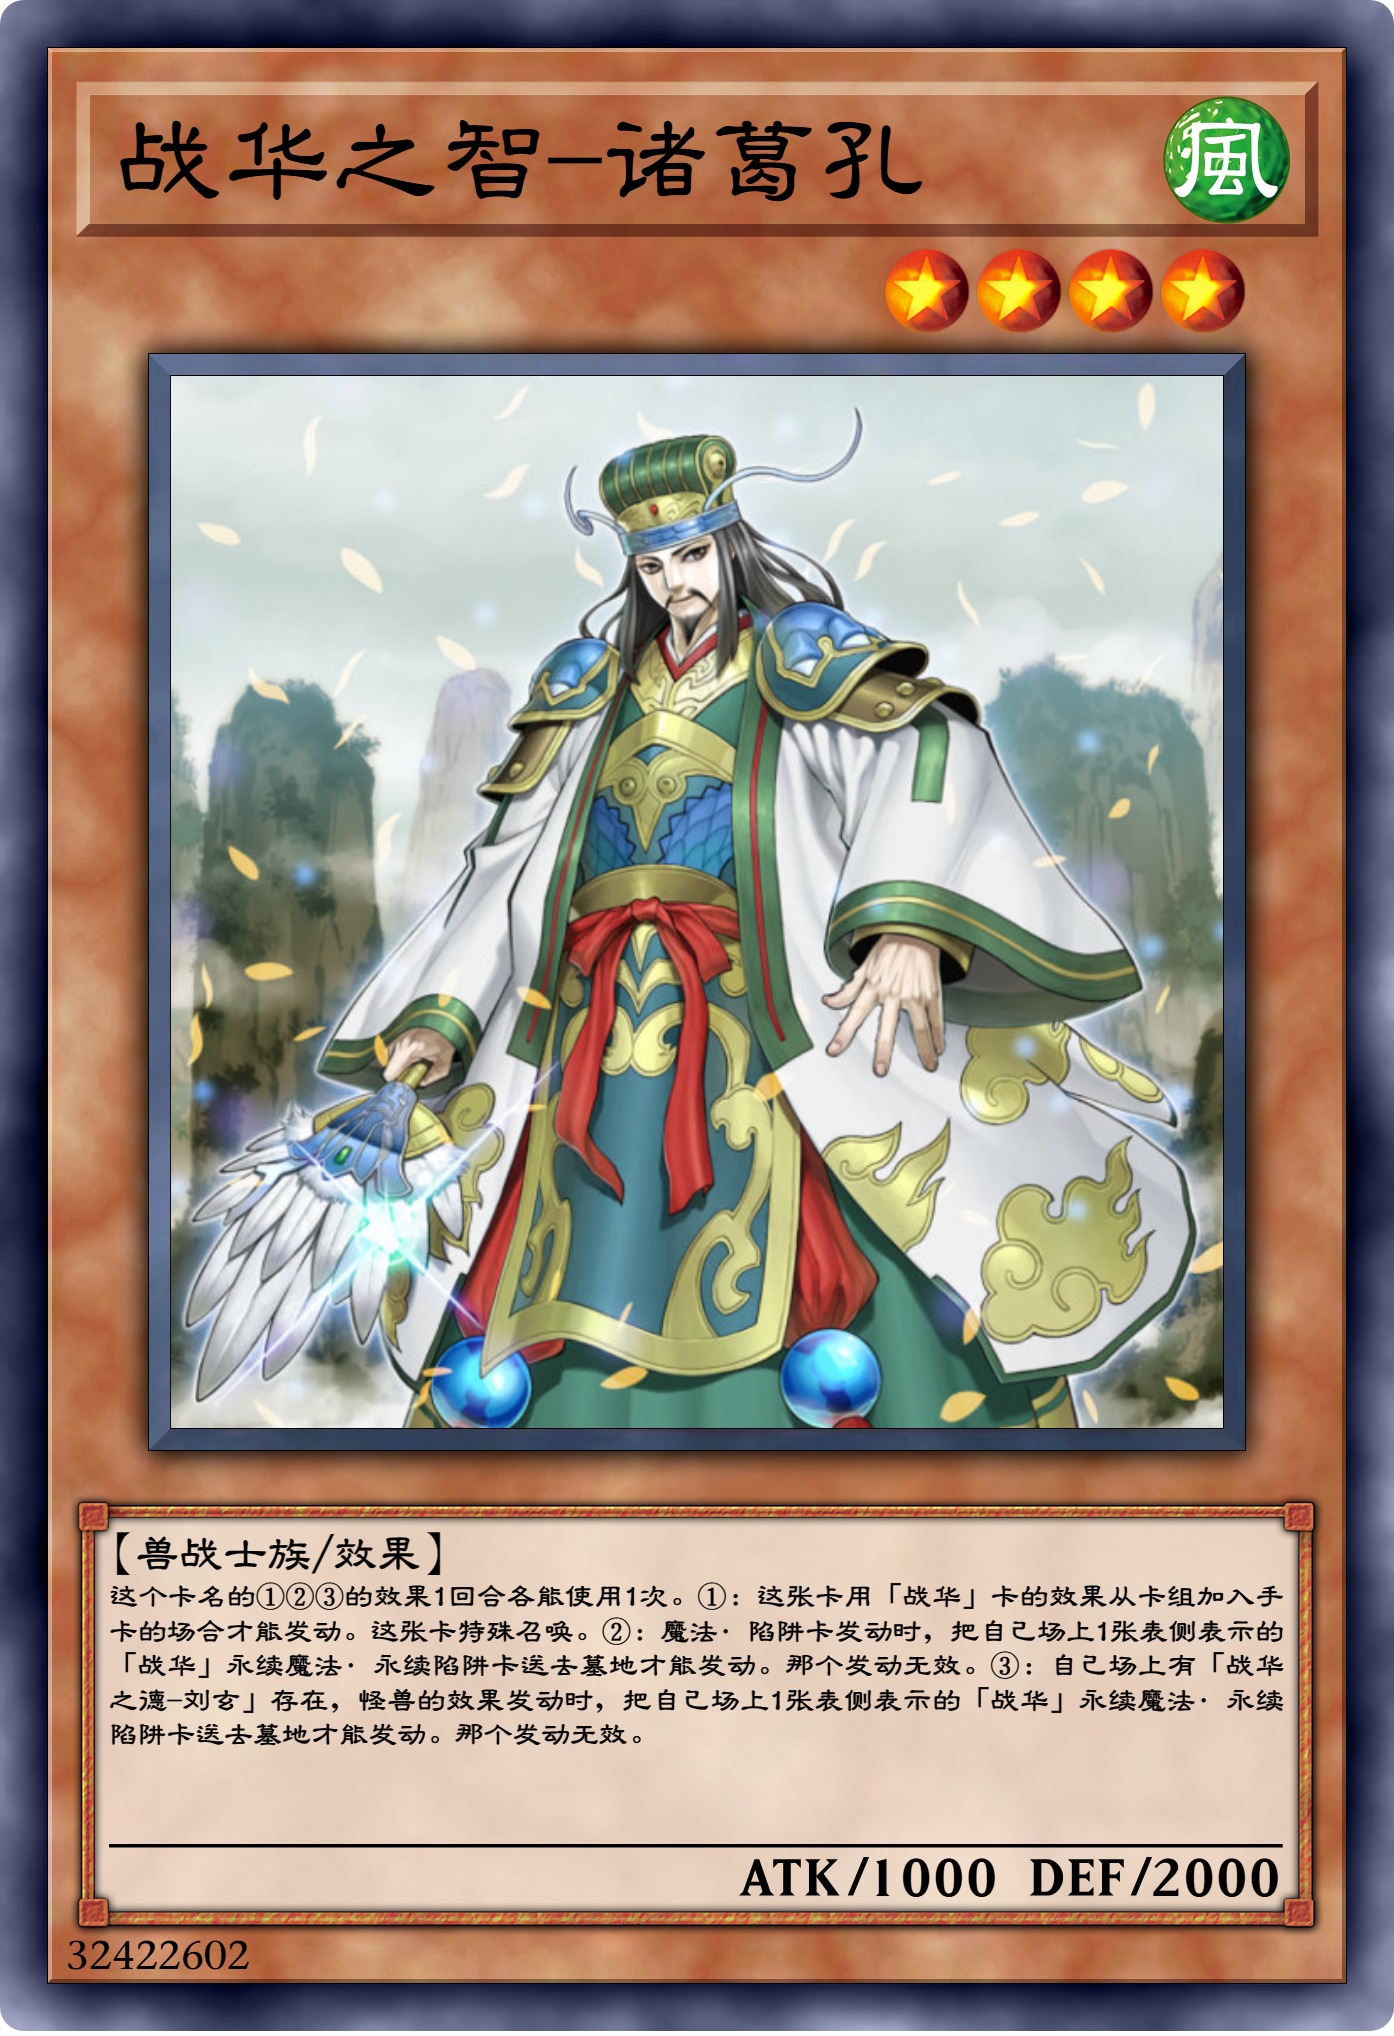 战华之智-诸葛孔
風
【兽战士族/效果】
这个卡名的①②③的效果1回合各能使用1次。①：这张卡用「战华」卡的效果从卡组加入手
卡的场合才能发动。这张卡特殊召唤。②：魔法·陷阱卡发动时，把自己场上1张表侧表示的
「战华」永续魔法·永续陷阱卡送去墓地才能发动。那个发动无效。③：自己场上有「战华
之德-刘玄」存在，怪兽的效果发动时，把自己场上1张表侧表示的「战华」永续魔法·永续
陷阱卡送去墓地才能发动。那个发动无效。
ATK/1000 DEF/2000
32422602